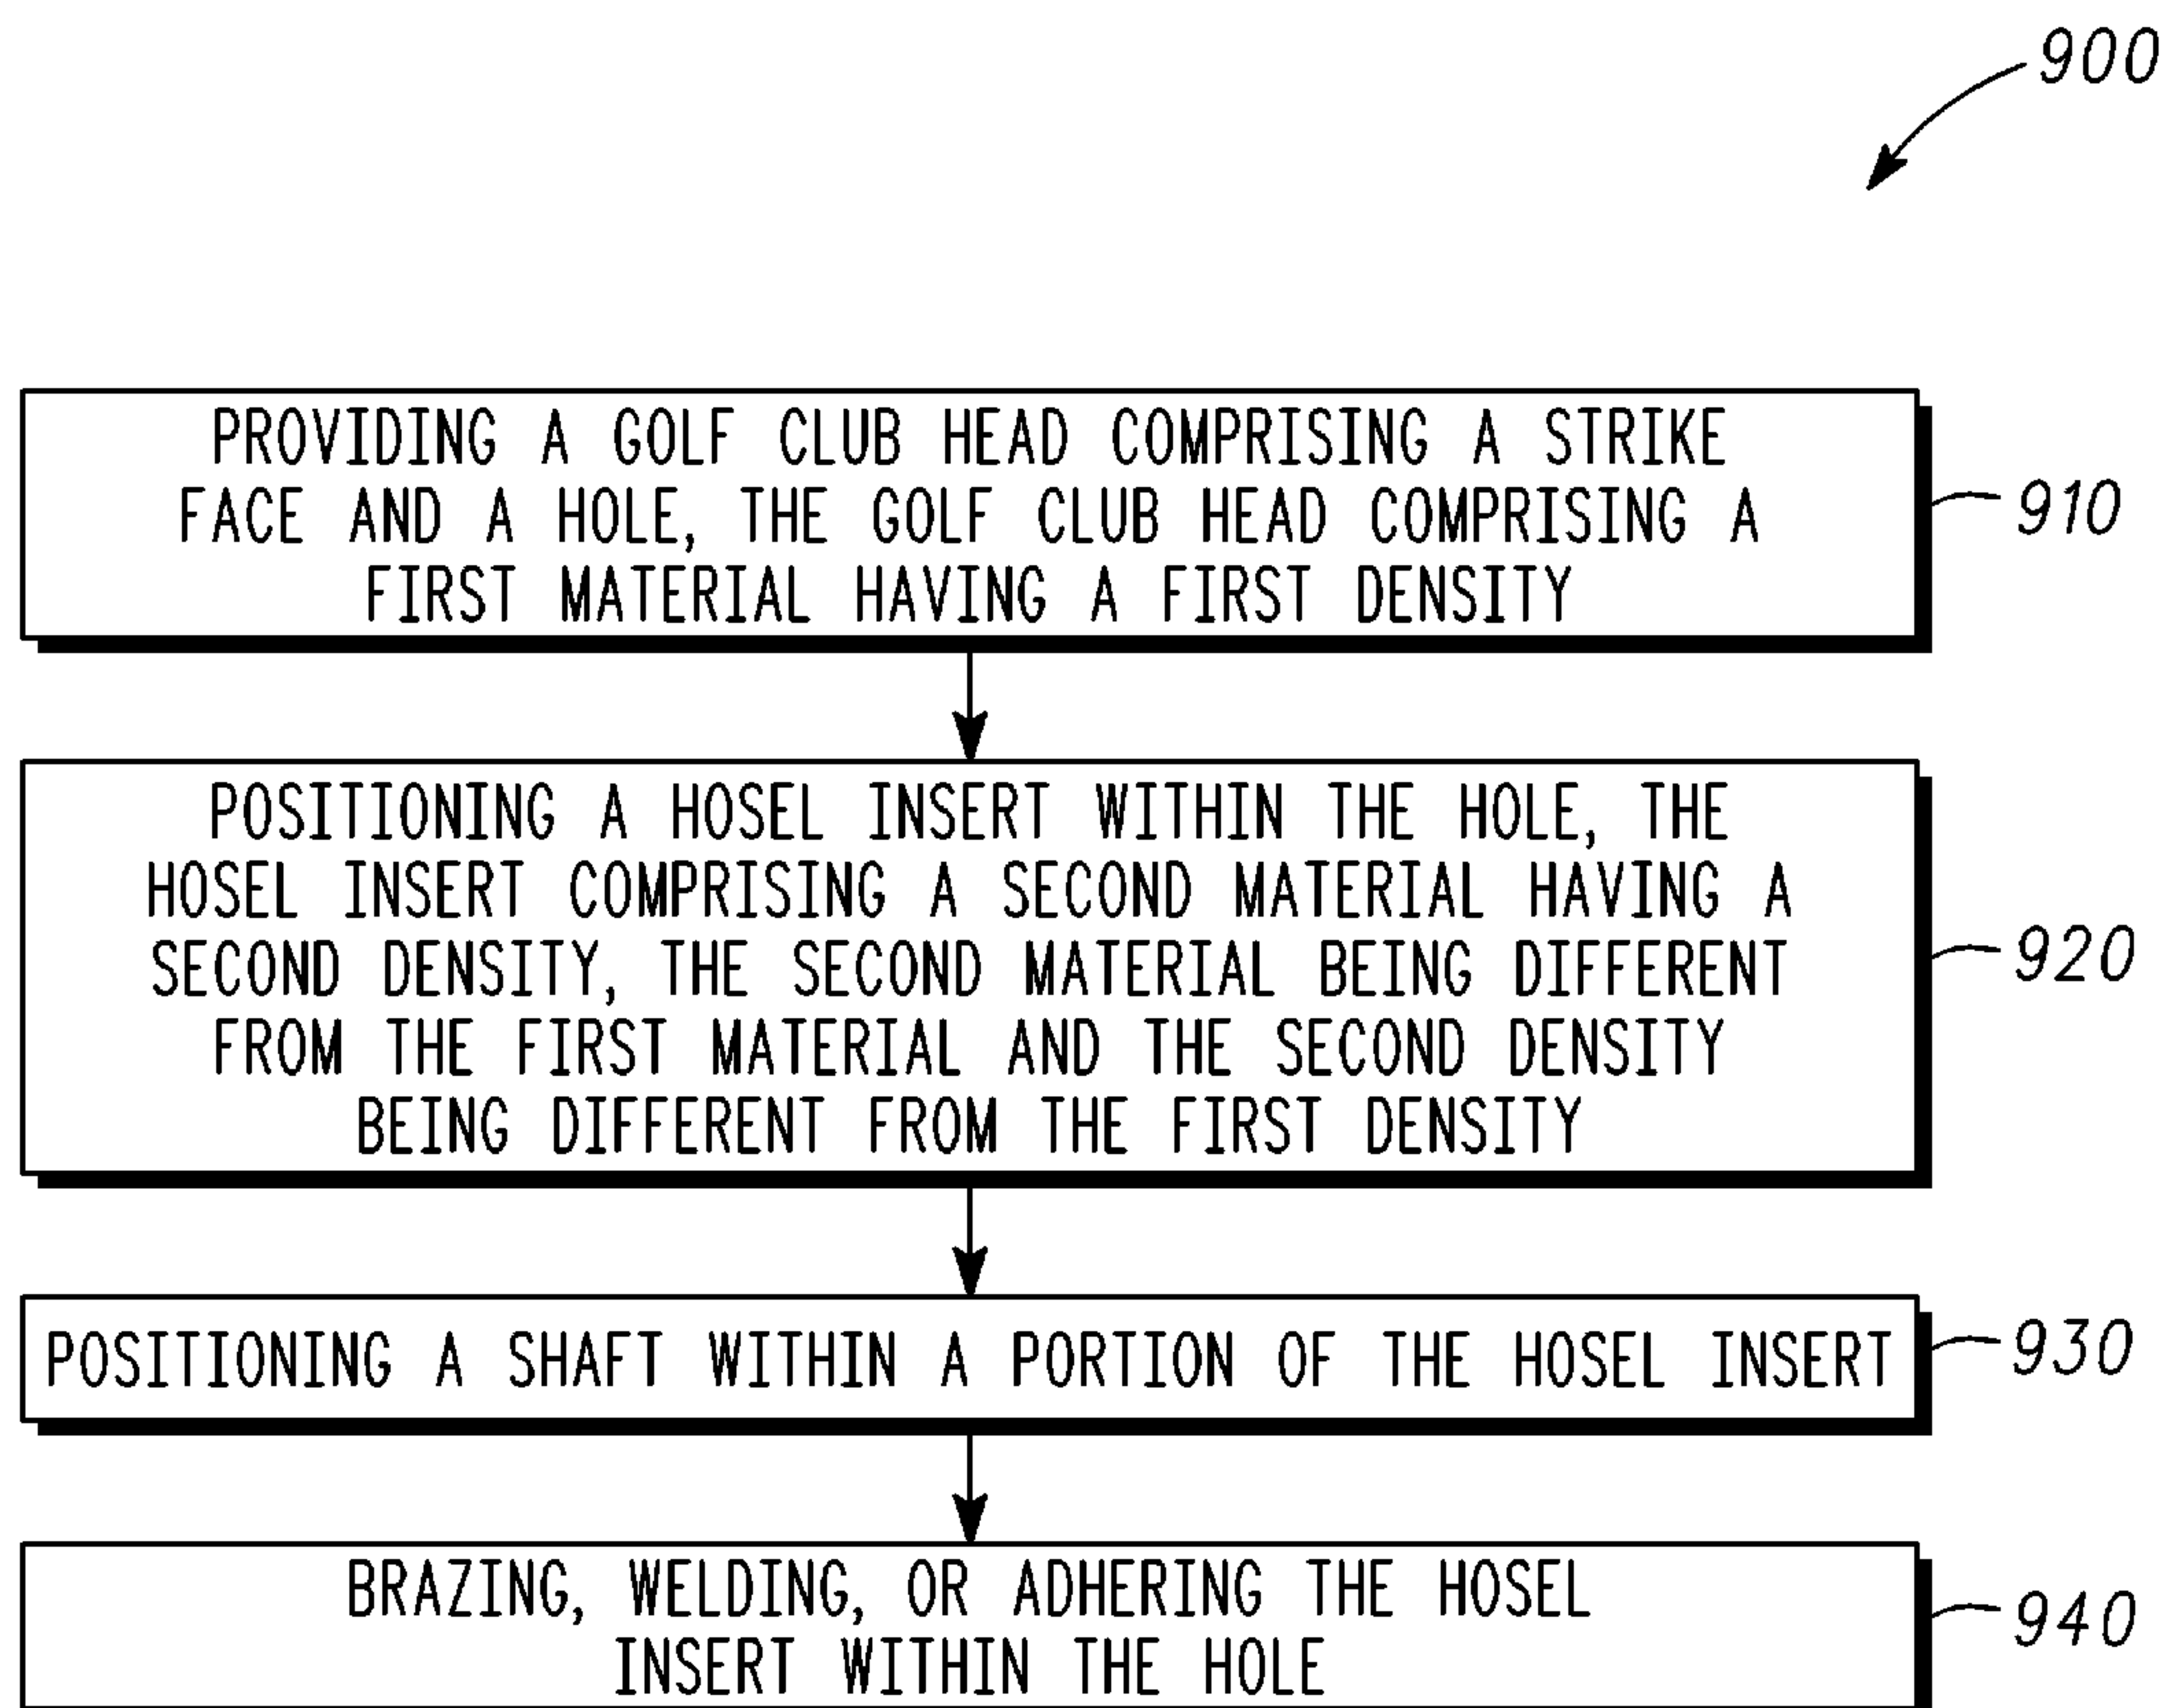 900
PROVIDING A GOLF CLUB HEAD COMPRISING A STRIKE
FACE AND A HOLE, THE GOLF CLUB HEAD COMPRISING A
FIRST MATERIAL HAVING A FIRST DENSITY
910
POSITIONING A HOSEL INSERT WITHIN THE HOLE, THE
HOSEL INSERT COMPRISING A SECOND MATERIAL HAVING A
SECOND DENSITY, THE SECOND MATERIAL BEING DIFFERENT
FROM THE FIRST MATERIAL AND THE SECOND DENSITY
BEING DIFFERENT FROM THE FIRST DENSITY
920
POSITIONING A SHAFT WITHIN A PORTION OF THE HOSEL INSERT
930
BRAZING, WELDING, OR ADHERING THE HOSEL
INSERT WITHIN THE HOLE
940